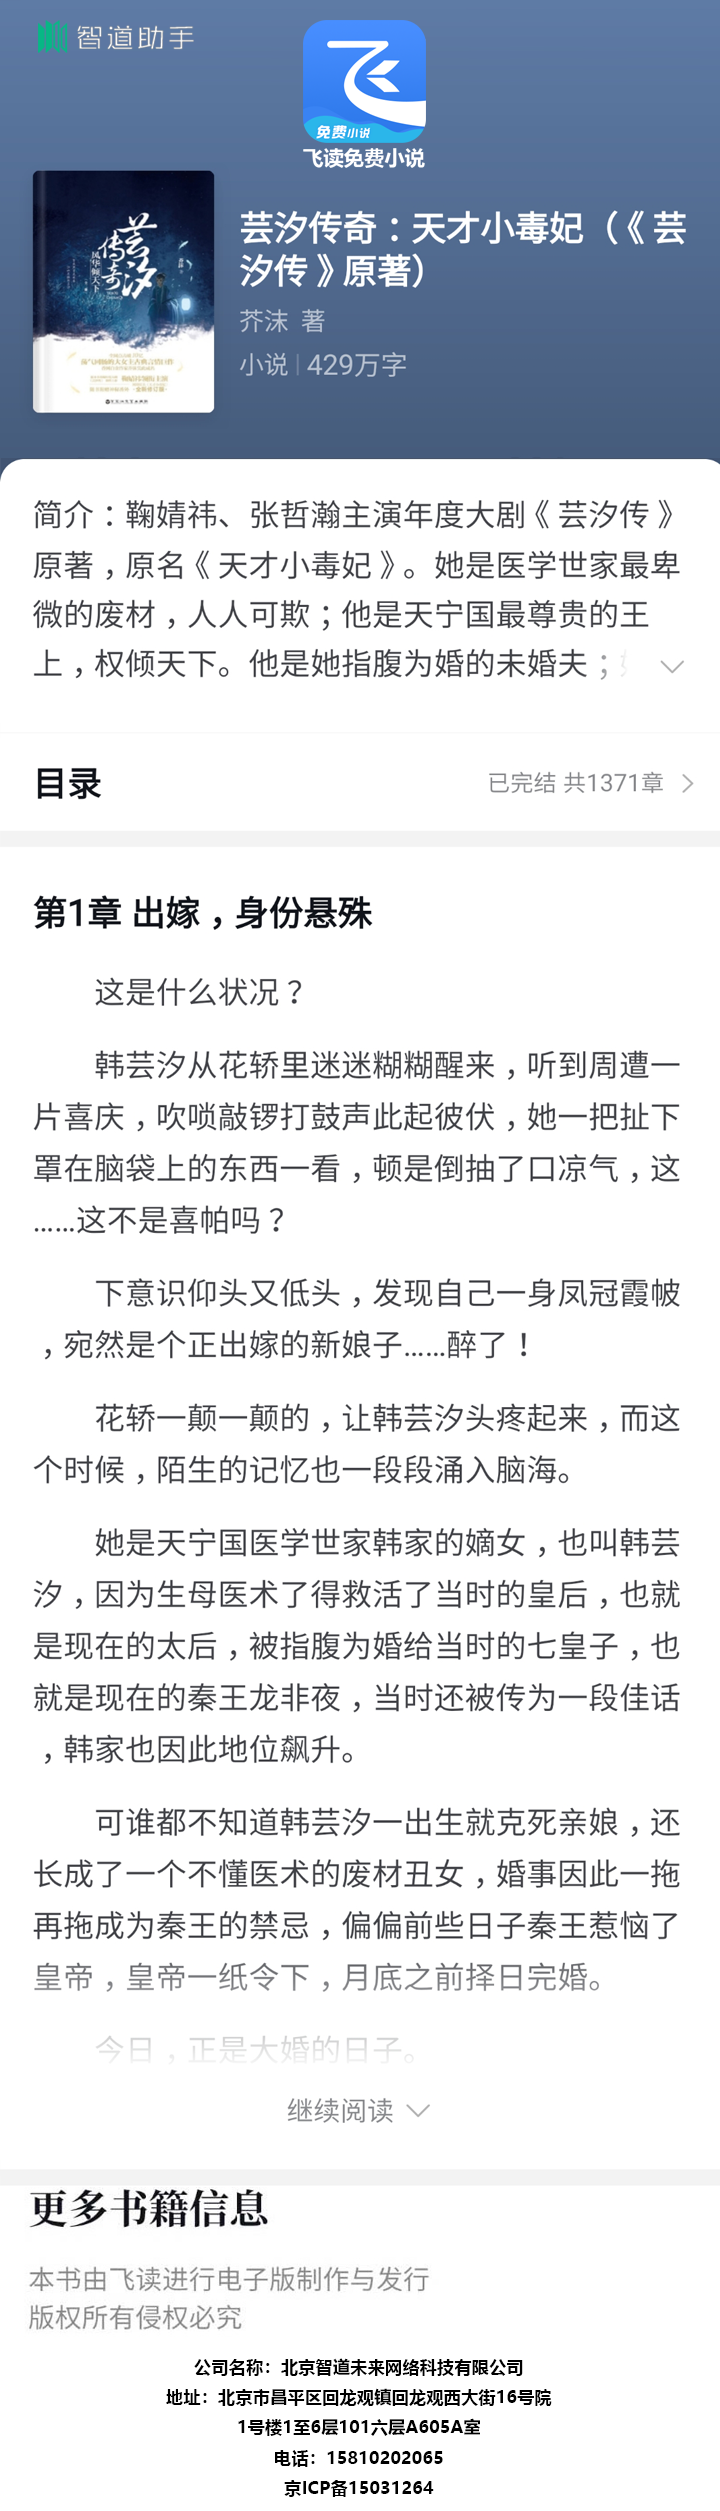 智道助手
免费小说
飞读免费小说
芸汐传奇
风华倾天下
芸汐传奇：天才小毒妃（《芸
汐传》原著）
芥沫 著
小说 | 429万字
简介：鞠婧祎、张哲瀚主演年度大剧《芸汐传》
原著，原名《天才小毒妃》。她是医学世家最卑
微的废材，人人可欺；他是天宁国最尊贵的王
上，权倾天下。他是她指腹为婚的未婚夫；
目录
已完结 共1371章
第1章 出嫁，身份悬殊
这是什么状况？
韩芸汐从花轿里迷迷糊糊醒来，听到周遭一
片喜庆，吹唢敲锣打鼓声此起彼伏，她一把扯下
罩在脑袋上的东西一看，顿是倒抽了口凉气，这
……这不是喜帕吗？
下意识仰头又低头，发现自己一身凤冠霞帔
，宛然是个正出嫁的新娘子……醉了！
花轿一颠一颠的，让韩芸汐头疼起来，而这
个时候，陌生的记忆也一段段涌入脑海。
她是天宁国医学世家韩家的嫡女，也叫韩芸
汐，因为生母医术了得救活了当时的皇后，也就
是现在的太后，被指腹为婚给当时的七皇子，也
就是现在的秦王龙非夜，当时还被传为一段佳话
，韩家也因此地位飙升。
可谁都不知道韩芸汐一出生就克死亲娘，还
长成了一个不懂医术的废材丑女，婚事因此一拖
再拖成为秦王的禁忌，偏偏前些日子秦王惹恼了
皇帝，皇帝一纸令下，月底之前择日完婚。
今日，正是大婚的日子。
继续阅读
更多书籍信息
本书由飞读进行电子版制作与发行
版权所有侵权必究
公司名称：北京智道未来网络科技有限公司
地址：北京市昌平区回龙观镇回龙观西大街16号院
1号楼1至6层101六层A605A室
电话：15810202065
京ICP备15031264